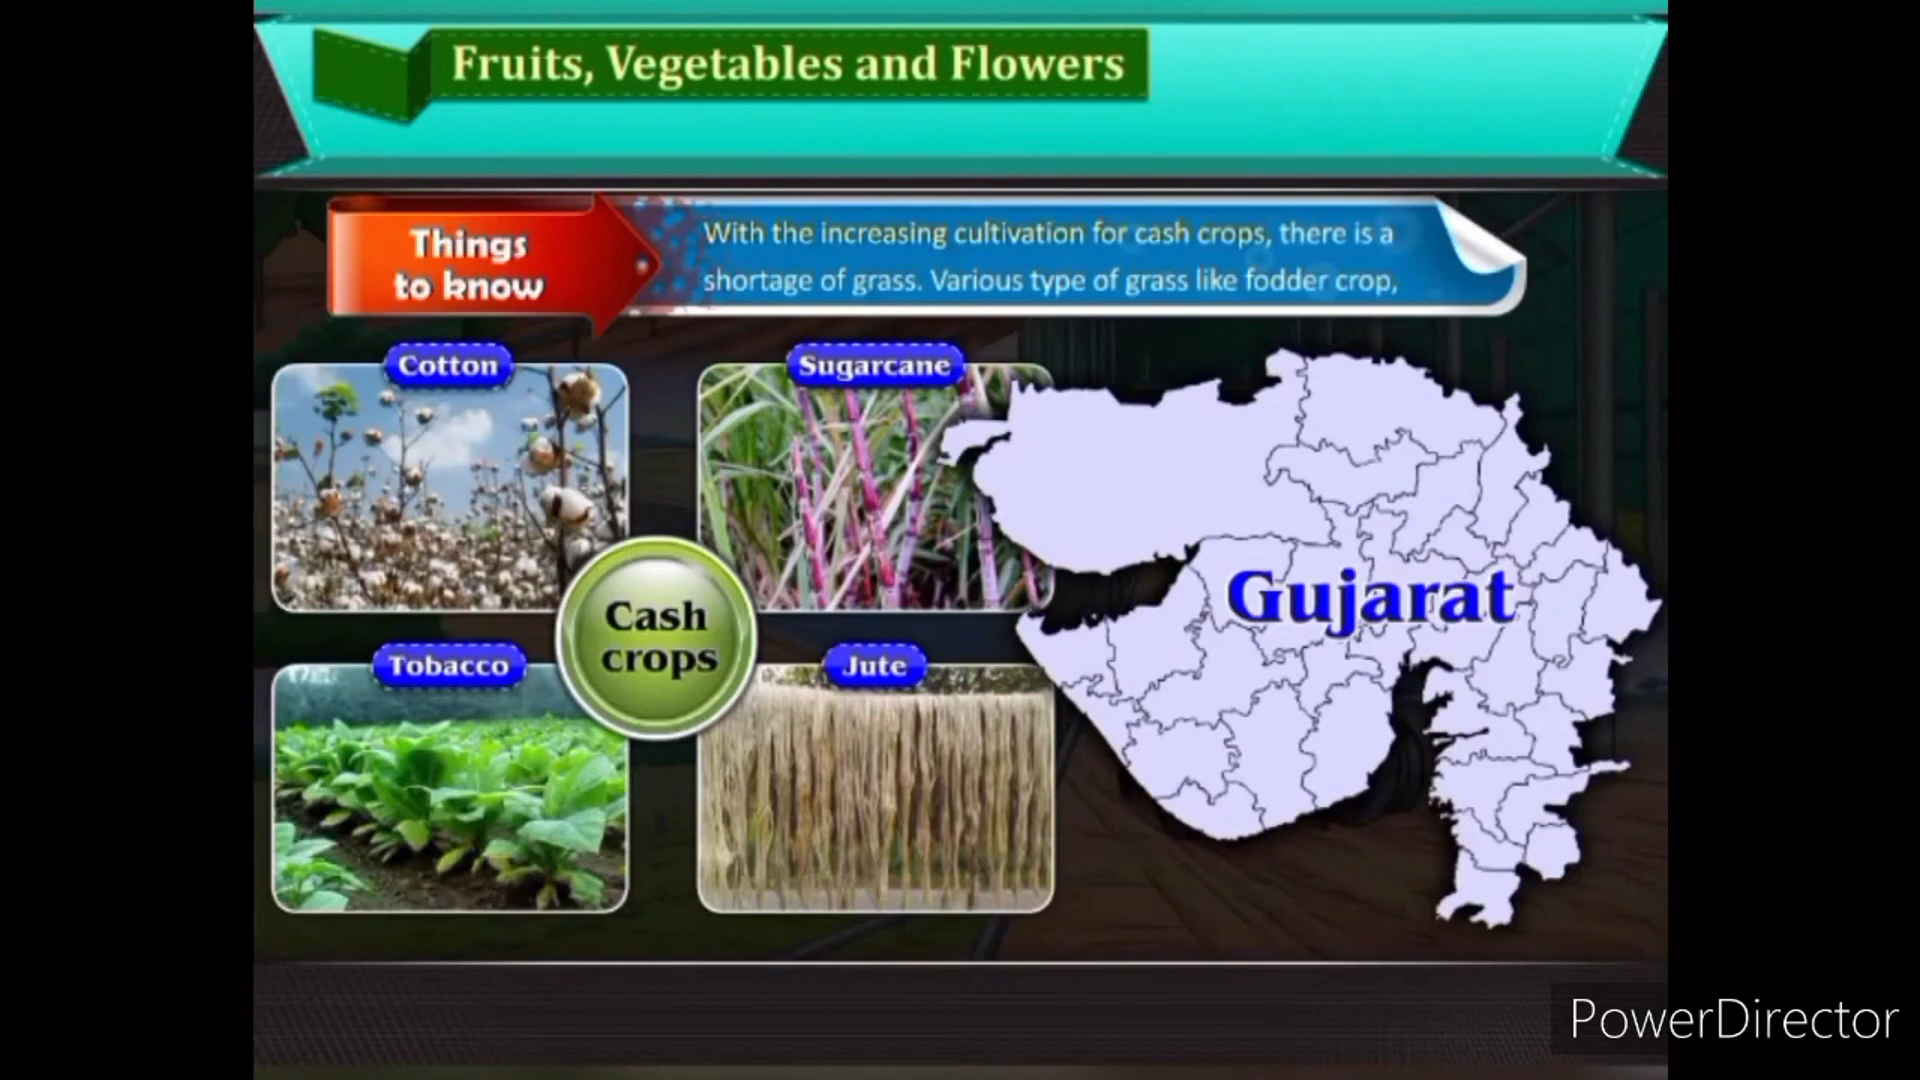 Fruits, Vegetables and Flowers
Things
to know
With the increasing cultivation for cash crops, there is a
shortage of grass. Various type of grass like fodder crop,
Cotton
Sugarcane
Gujarat
Cash
crops
Tobacco
Jute
PowerDirector